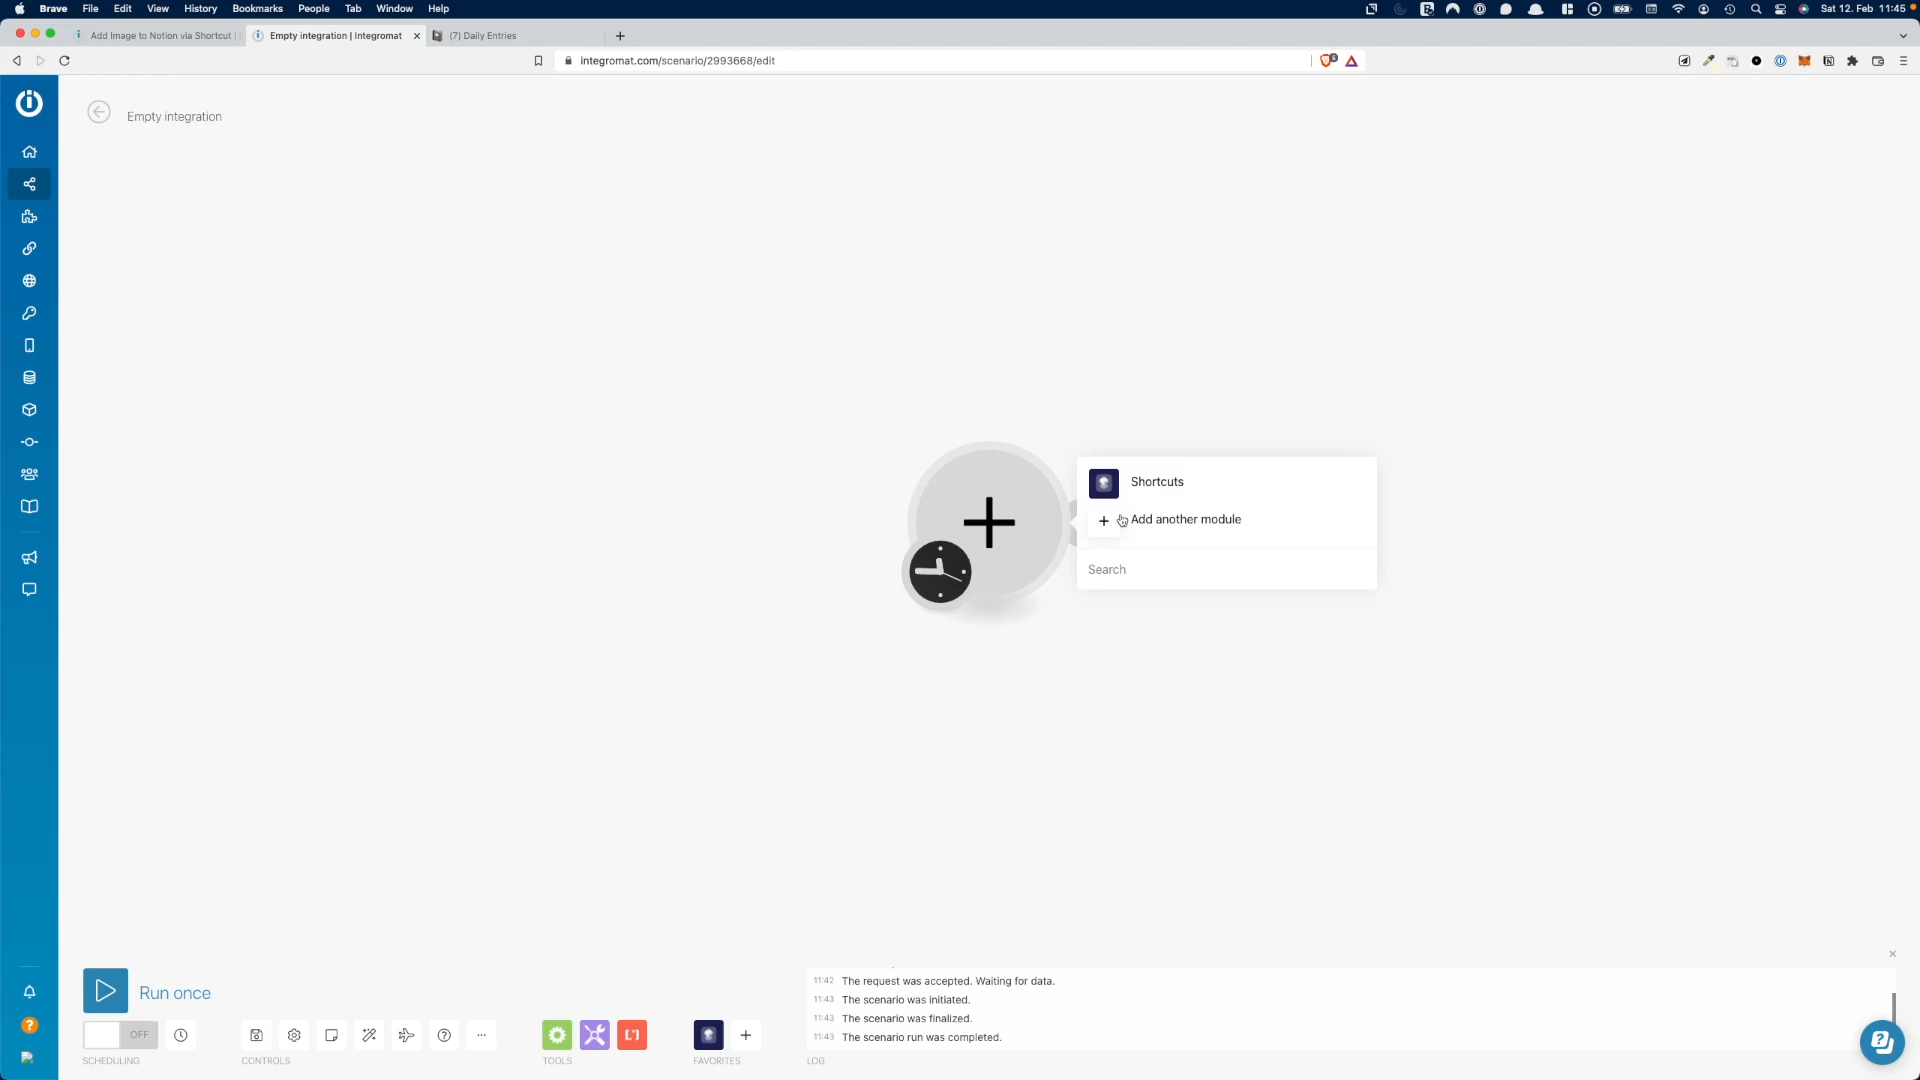 Brave File Edit View History Bookmarks People Tab Window Help
Sat 12. Feb 11:45
Add Image to Notion via Shortcut |
Empty integration | Integromat
(7) Daily Entries
integromat.com/scenario/2993668/edit
Empty integration
Shortcuts
Add another module
Search
Run once
11:42 The request was accepted. Waiting for data.
11:43 The scenario was initiated.
11:43 The scenario was finalized.
11:43 The scenario run was completed.
OFF
SCHEDULING
CONTROLS
TOOLS
FAVORITES
LOG